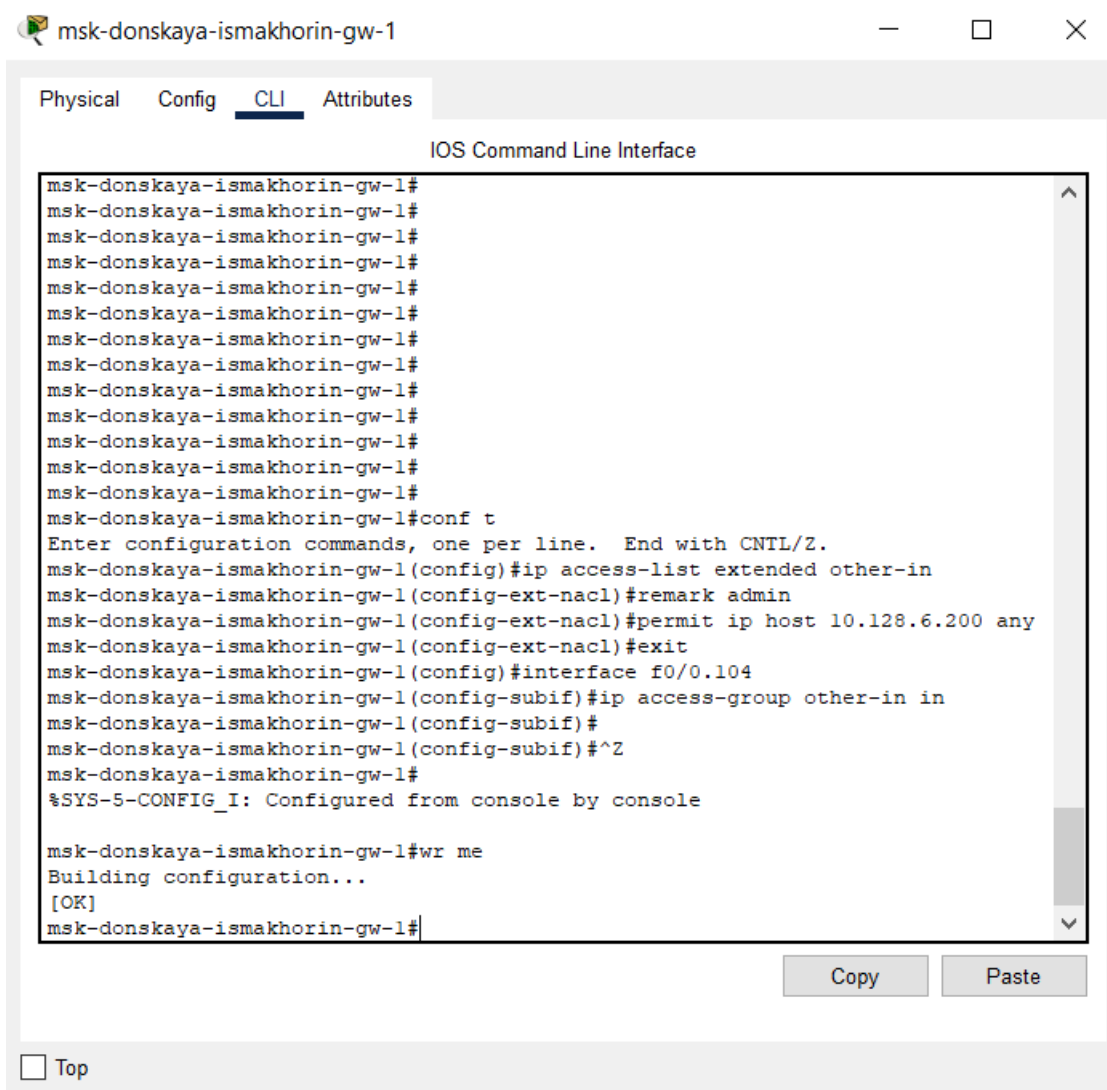 msk-donskaya-ismakhorin-gw-1
Physical Config CLI Attributes
IOS Command Line Interface
msk-donskaya-ismakhorin-gw-1#
msk-donskaya-ismakhorin-gw-1#
msk-donskaya-ismakhorin-gw-1#
msk-donskaya-ismakhorin-gw-1#
msk-donskaya-ismakhorin-gw-1#
msk-donskaya-ismakhorin-gw-1#
msk-donskaya-ismakhorin-gw-1#
msk-donskaya-ismakhorin-gw-1#
msk-donskaya-ismakhorin-gw-1#
msk-donskaya-ismakhorin-gw-1#
msk-donskaya-ismakhorin-gw-1#
msk-donskaya-ismakhorin-gw-1#
msk-donskaya-ismakhorin-gw-1#
msk-donskaya-ismakhorin-gw-1#conf t
Enter configuration commands, one per line.  End with CNTL/Z.
msk-donskaya-ismakhorin-gw-1(config)#ip access-list extended other-in
msk-donskaya-ismakhorin-gw-1(config-ext-nacl)#remark admin
msk-donskaya-ismakhorin-gw-1(config-ext-nacl)#permit ip host 10.128.6.200 any
msk-donskaya-ismakhorin-gw-1(config-ext-nacl)#exit
msk-donskaya-ismakhorin-gw-1(config)#interface f0/0.104
msk-donskaya-ismakhorin-gw-1(config-subif)#ip access-group other-in in
msk-donskaya-ismakhorin-gw-1(config-subif)#
msk-donskaya-ismakhorin-gw-1(config-subif)#^Z
msk-donskaya-ismakhorin-gw-1#
%SYS-5-CONFIG_I: Configured from console by console
msk-donskaya-ismakhorin-gw-1#wr me
Building configuration...
[OK]
msk-donskaya-ismakhorin-gw-1#
Copy Paste
Top